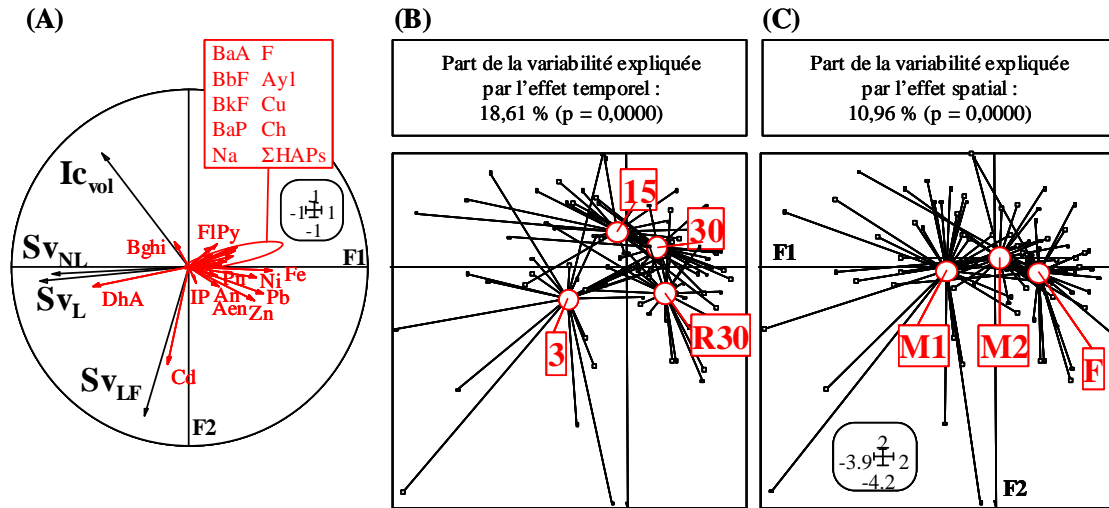 (A)
(B)
(C)
BaA F
BbF Ayl
BkF Cu
BaP Ch
Na ΣHAPs
Part de la variabilité expliquée
par l'effet temporel :
18,61 % (p = 0,0000)
Part de la variabilité expliquée
par l'effet spatial :
10,96 % (p = 0,0000)
Ic vol
1
-1 1
-1
Bghi
FlPy
Sv NL
F1
Pn
Ni
Fe
Sv L
DhA
IP
An
Pb
Aen
Zn
Cd
Sv LF
F2
15
30
3
R30
F1
M1
M2
F
2
-3.9 2
-4.2
F2